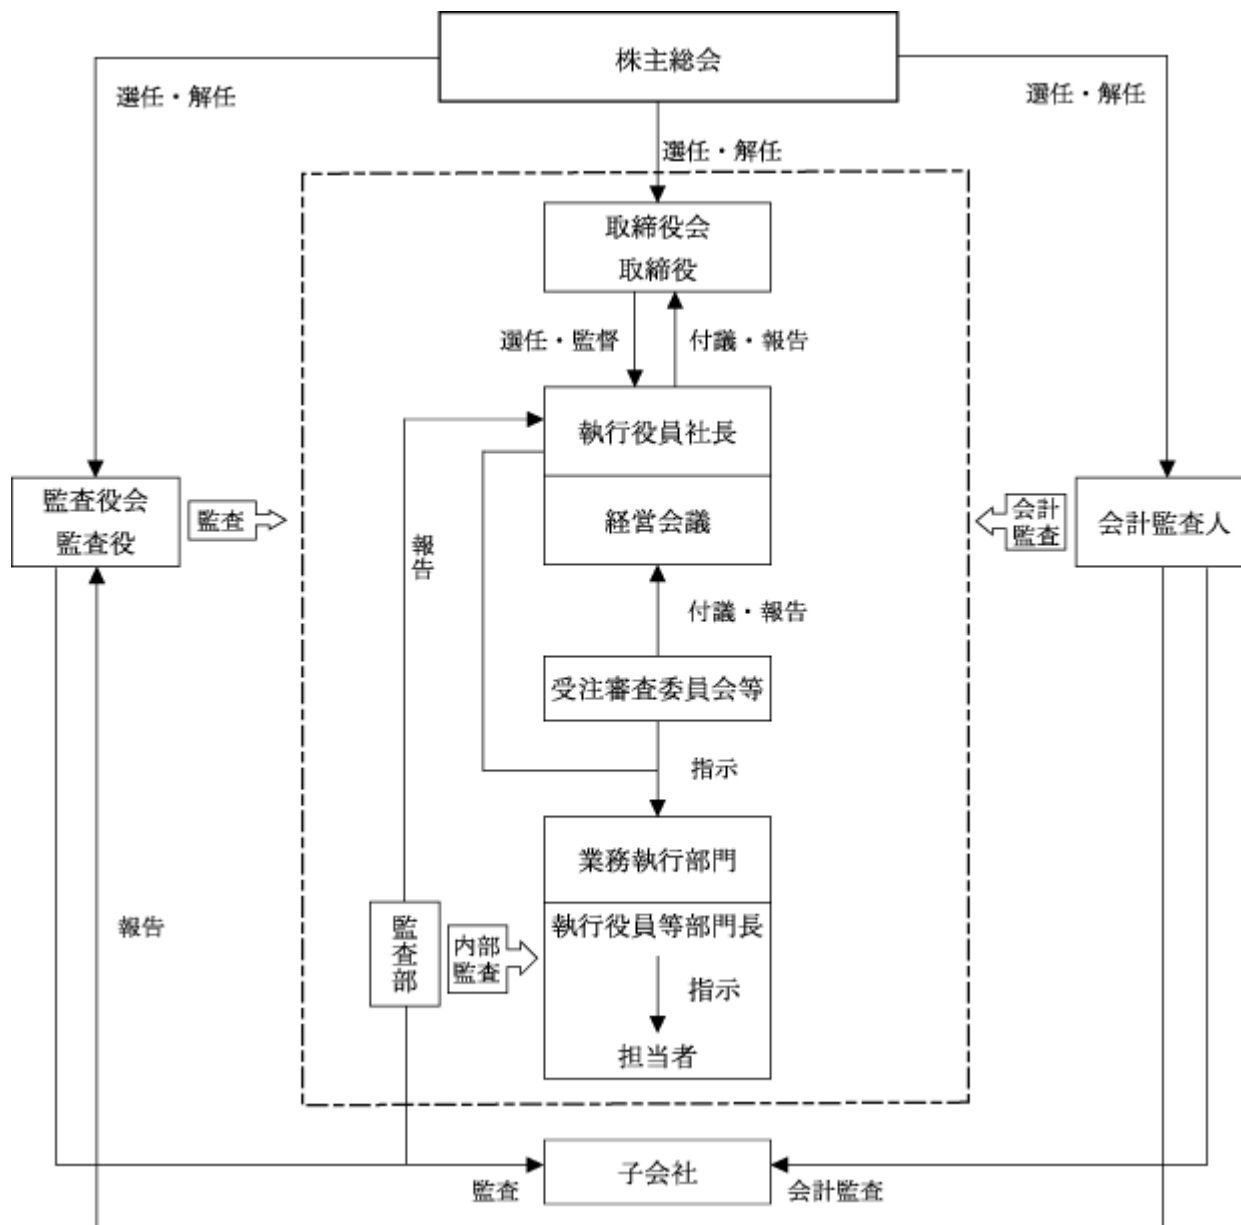 株主総会
選任・解任
選任・解任
選任・解任
取締役会
取締役
選任・監督
付議・報告
執行役員社長
経営会議
監査役会
監査役
監査
会計
監査
会計監査人
報告
付議・報告
受注審査委員会等
指示
業務執行部門
執行役員等部門長
指示
担当者
監査部
内部
監査
報告
子会社
監査
会計監査